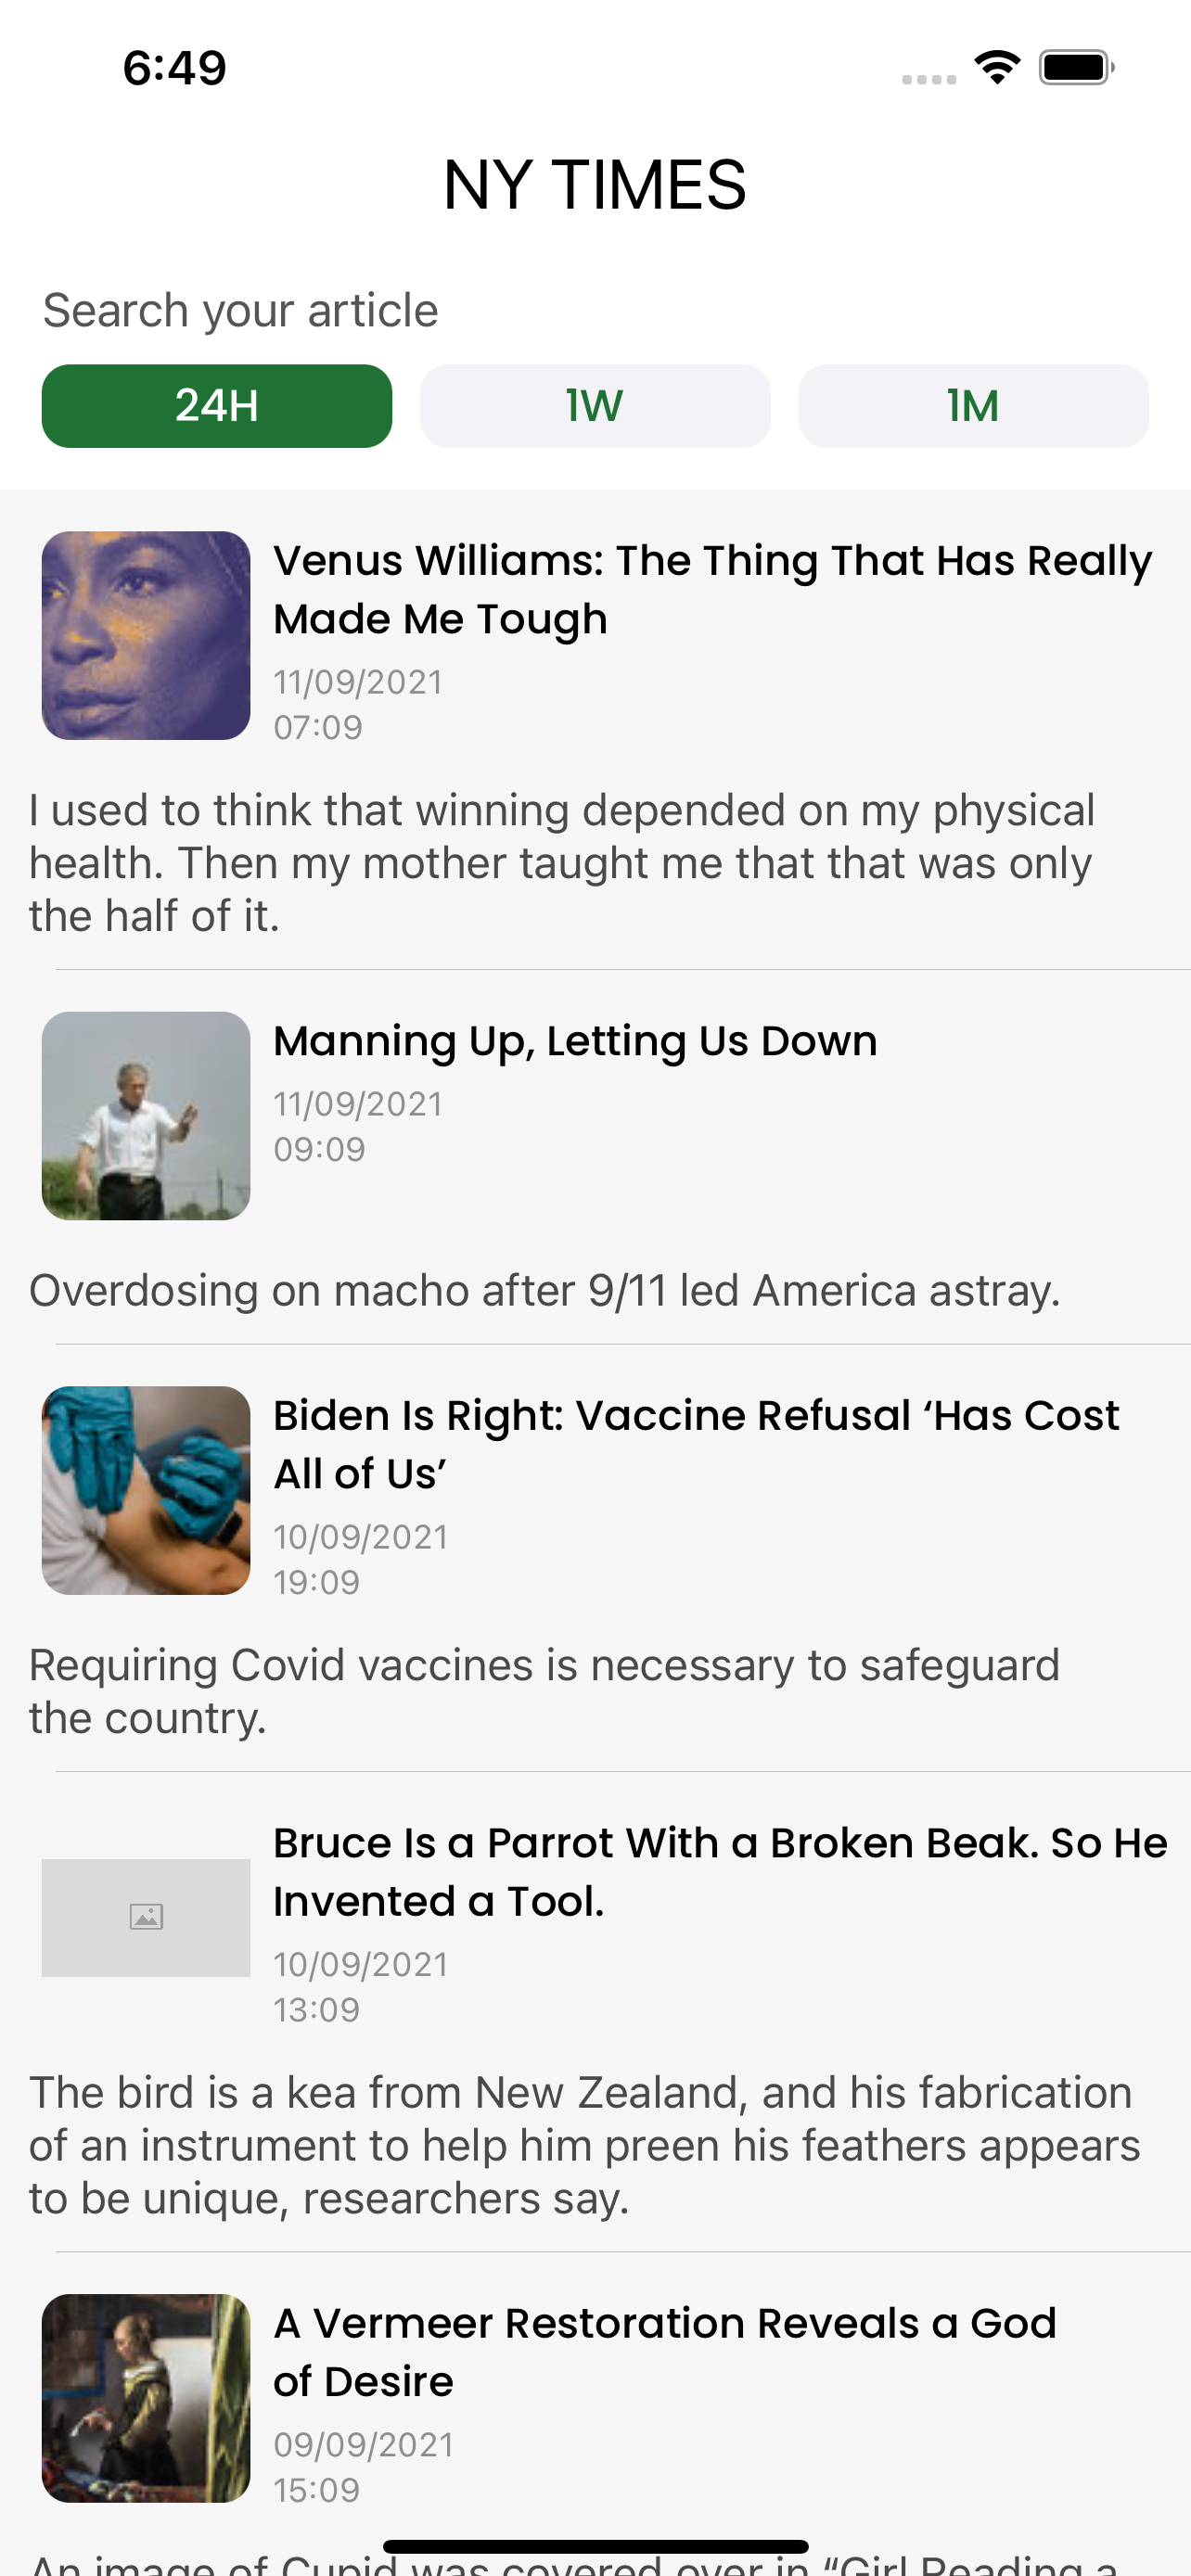 6:49
NY TIMES
Search your article
24H 1W 1M
Venus Williams: The Thing That Has Really
Made Me Tough
11/09/2021
07:09
I used to think that winning depended on my physical
health. Then my mother taught me that that was only
the half of it.
Manning Up, Letting Us Down
11/09/2021
09:09
Overdosing on macho after 9/11 led America astray.
Biden Is Right: Vaccine Refusal ‘Has Cost
All of Us’
10/09/2021
19:09
Requiring Covid vaccines is necessary to safeguard
the country.
Bruce Is a Parrot With a Broken Beak. So He
Invented a Tool.
10/09/2021
13:09
The bird is a kea from New Zealand, and his fabrication
of an instrument to help him preen his feathers appears
to be unique, researchers say.
A Vermeer Restoration Reveals a God
of Desire
09/09/2021
15:09
An image of Cupid was covered over in “Girl Reading a